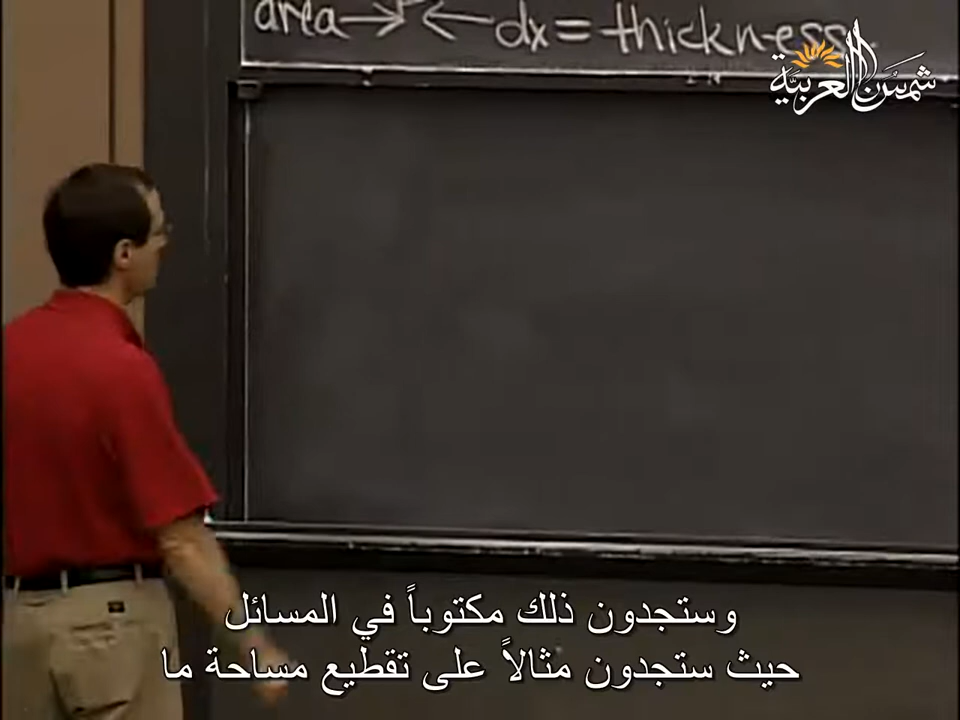 area → ← dx = thickness
شمس العربية
وستجدون ذلك مكتوباً في المسائل
حيث ستجدون مثالاً على تقطيع مساحة ما